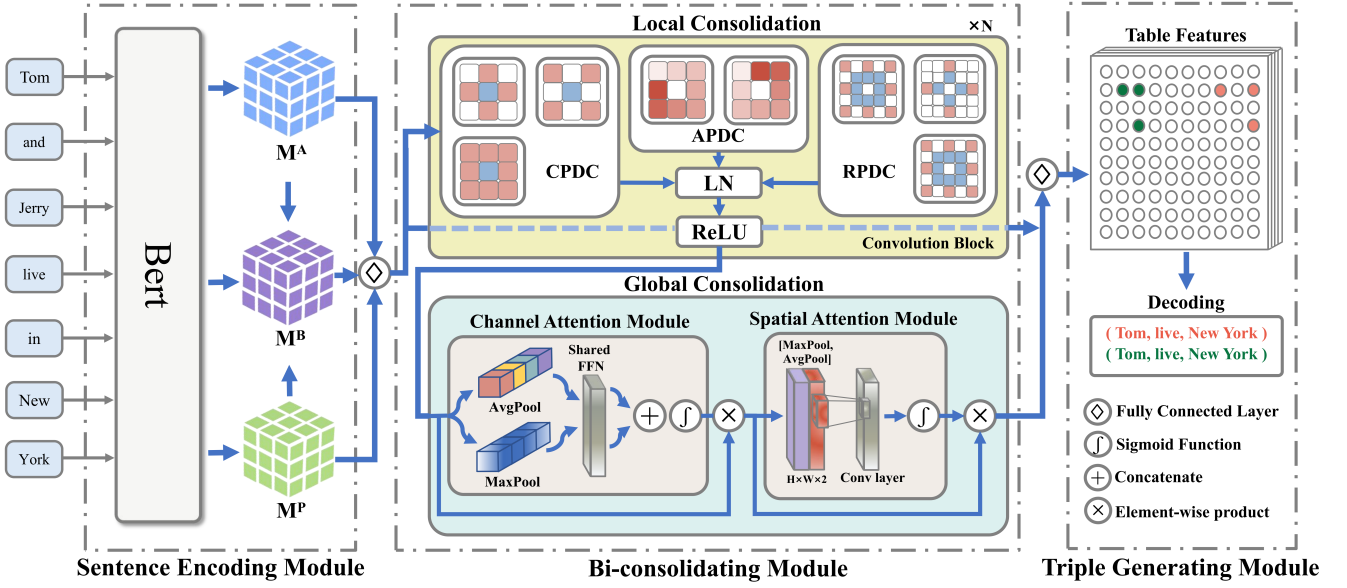 Tom
and
Jerry
live
in
New
York
Bert
M^A
M^B
M^P
Sentence Encoding Module
Local Consolidation
×N
CPDC
APDC
RPDC
LN
ReLU
Convolution Block
Global Consolidation
Channel Attention Module
Shared
FFN
AvgPool
MaxPool
Spatial Attention Module
[MaxPool,
AvgPool]
H×W×2
Conv layer
Bi-consolidating Module
Table Features
Decoding
( Tom, live, New York )
( Tom, live, New York )
Fully Connected Layer
Sigmoid Function
Concatenate
Element-wise product
Triple Generating Module